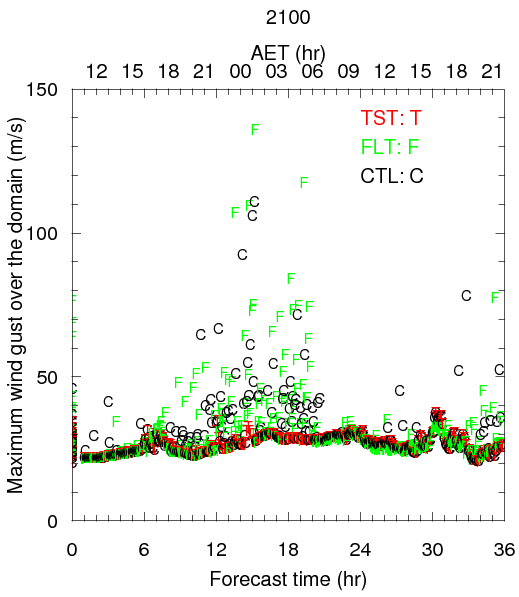 2100
AET (hr)
12 15 18 21 00 03 06 09 12 15 18 21
150
100
50
0
TST: T
FLT: F
CTL: C
Maximum wind gust over the domain (m/s)
0 6 12 18 24 30 36
Forecast time (hr)